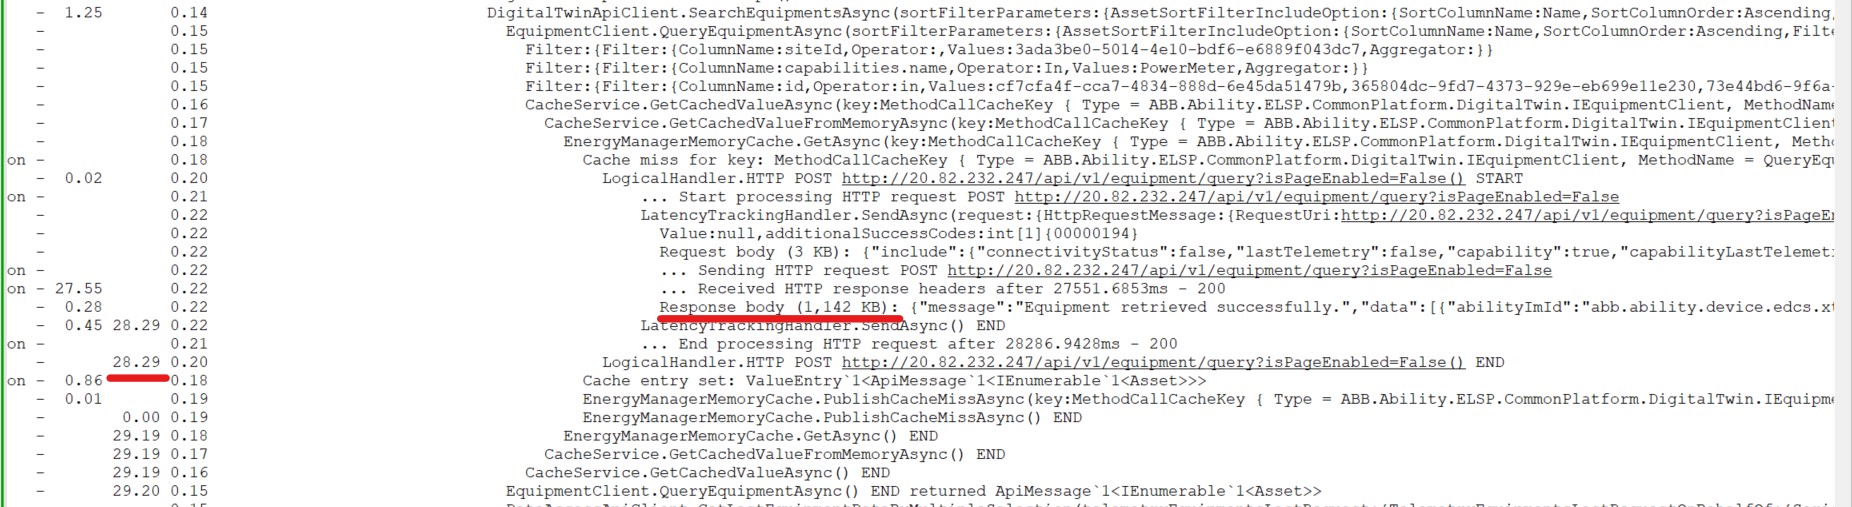 - 1.25 0.14 DigitalTwinApiClient.SearchEquipmentsAsync(sortFilterParameters:{AssetSortFilterIncludeOption:{SortColumnName:Name,SortColumnOrder:Ascending,
- 0.15 EquipmentClient.QueryEquipmentAsync(sortFilterParameters:{AssetSortFilterIncludeOption:{SortColumnName:Name,SortColumnOrder:Ascending,Filte
- 0.15 Filter:{Filter:{ColumnName:siteId,Operator:,Values:3ada3be0-5014-4e10-bdf6-e6889f043dc7,Aggregator:}}
- 0.15 Filter:{Filter:{ColumnName:capabilities.name,Operator:In,Values:PowerMeter,Aggregator:}}
- 0.15 Filter:{Filter:{ColumnName:id,Operator:in,Values:cf7cfa4f-cca7-4834-888d-6e45da51479b,365804dc-9fd7-4373-929e-eb699e11e230,73e44bd6-9f6a-
- 0.16 CacheService.GetCachedValueAsync(key:MethodCallCacheKey { Type = ABB.Ability.ELSP.CommonPlatform.DigitalTwin.IEquipmentClient, MethodName
- 0.17 CacheService.GetCachedValueFromMemoryAsync(key:MethodCallCacheKey { Type = ABB.Ability.ELSP.CommonPlatform.DigitalTwin.IEquipmentClient
- 0.18 EnergyManagerMemoryCache.GetAsync(key:MethodCallCacheKey { Type = ABB.Ability.ELSP.CommonPlatform.DigitalTwin.IEquipmentClient, Metho
on - 0.18 Cache miss for key: MethodCallCacheKey { Type = ABB.Ability.ELSP.CommonPlatform.DigitalTwin.IEquipmentClient, MethodName = QueryEqu
- 0.02 0.20 LogicalHandler.HTTP POST http://20.82.232.247/api/v1/equipment/query?isPageEnabled=False() START
on - 0.21 ... Start processing HTTP request POST http://20.82.232.247/api/v1/equipment/query?isPageEnabled=False
- 0.22 LatencyTrackingHandler.SendAsync(request:{HttpRequestMessage:{RequestUri:http://20.82.232.247/api/v1/equipment/query?isPageEn
- 0.22 Value:null,additionalSuccessCodes:int[1]{00000194}
- 0.22 Request body (3 KB): {"include":{"connectivityStatus":false,"lastTelemetry":false,"capability":true,"capabilityLastTelemet
on - 0.22 ... Sending HTTP request POST http://20.82.232.247/api/v1/equipment/query?isPageEnabled=False
on - 27.55 0.22 ... Received HTTP response headers after 27551.6853ms - 200
- 0.28 0.22 Response body (1,142 KB): {"message":"Equipment retrieved successfully.","data":[{"abilityImId":"abb.ability.device.edcs.xt
- 0.45 28.29 0.22 LatencyTrackingHandler.SendAsync() END
on - 0.21 ... End processing HTTP request after 28286.9428ms - 200
- 28.29 0.20 LogicalHandler.HTTP POST http://20.82.232.247/api/v1/equipment/query?isPageEnabled=False() END
on - 0.86 0.18 Cache entry set: ValueEntry`1<ApiMessage`1<IEnumerable`1<Asset>>>
- 0.01 0.19 EnergyManagerMemoryCache.PublishCacheMissAsync(key:MethodCallCacheKey { Type = ABB.Ability.ELSP.CommonPlatform.DigitalTwin.IEquipme
- 0.00 0.19 EnergyManagerMemoryCache.PublishCacheMissAsync() END
- 29.19 0.18 EnergyManagerMemoryCache.GetAsync() END
- 29.19 0.17 CacheService.GetCachedValueFromMemoryAsync() END
- 29.19 0.16 CacheService.GetCachedValueAsync() END
- 29.20 0.15 EquipmentClient.QueryEquipmentAsync() END returned ApiMessage`1<IEnumerable`1<Asset>>